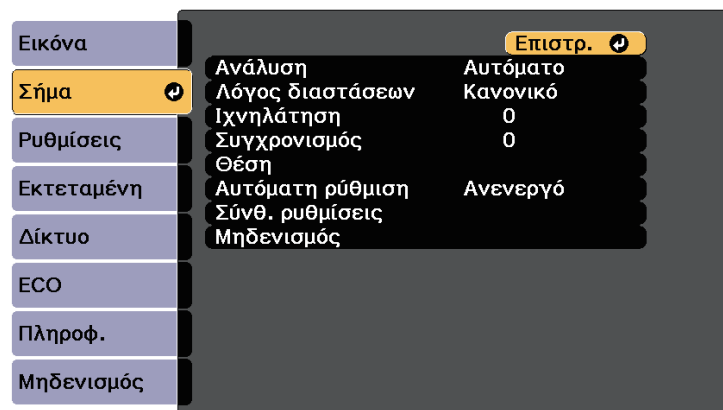 Εικόνα
Σήμα
Ρυθμίσεις
Εκτεταμένη
Δίκτυο
ECO
Πληροφ.
Μηδενισμός
Επιστρ.
Ανάλυση Αυτόματο
Λόγος διαστάσεων Κανονικό
Ιχνηλάτηση 0
Συγχρονισμός 0
Θέση
Αυτόματη ρύθμιση Ανενεργό
Σύνθ. ρυθμίσεις
Μηδενισμός